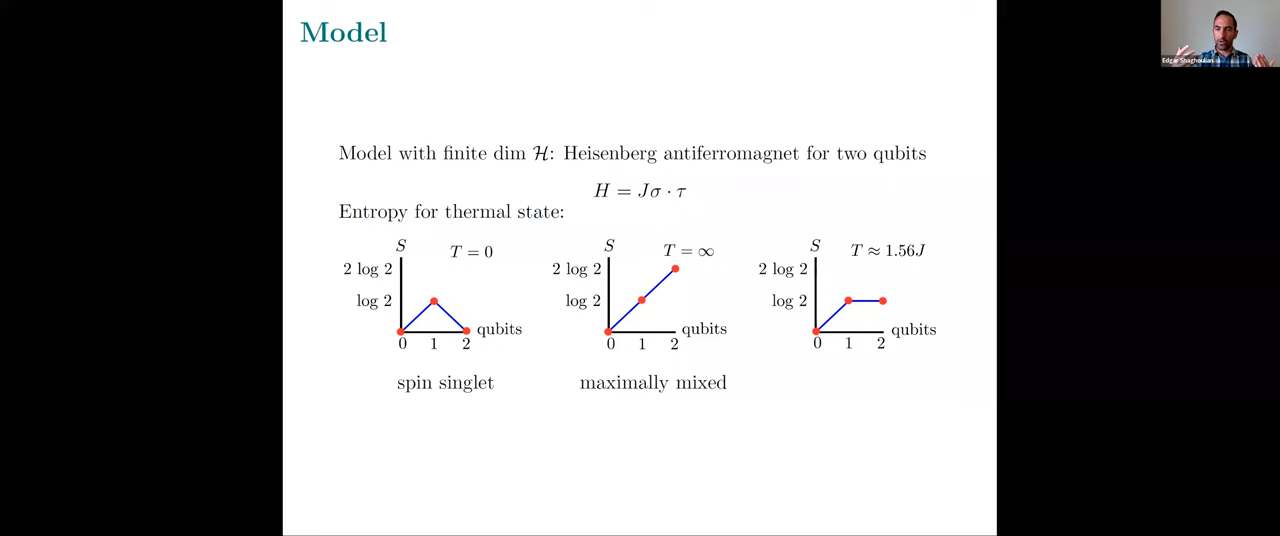 Model
Edgar Shaghoulian
Model with finite dim ℋ: Heisenberg antiferromagnet for two qubits
H = Jσ · τ
Entropy for thermal state:
S
T = 0
2 log 2
log 2
qubits
0 1 2
spin singlet
S
T = ∞
2 log 2
log 2
qubits
0 1 2
maximally mixed
S
T ≈ 1.56J
2 log 2
log 2
qubits
0 1 2